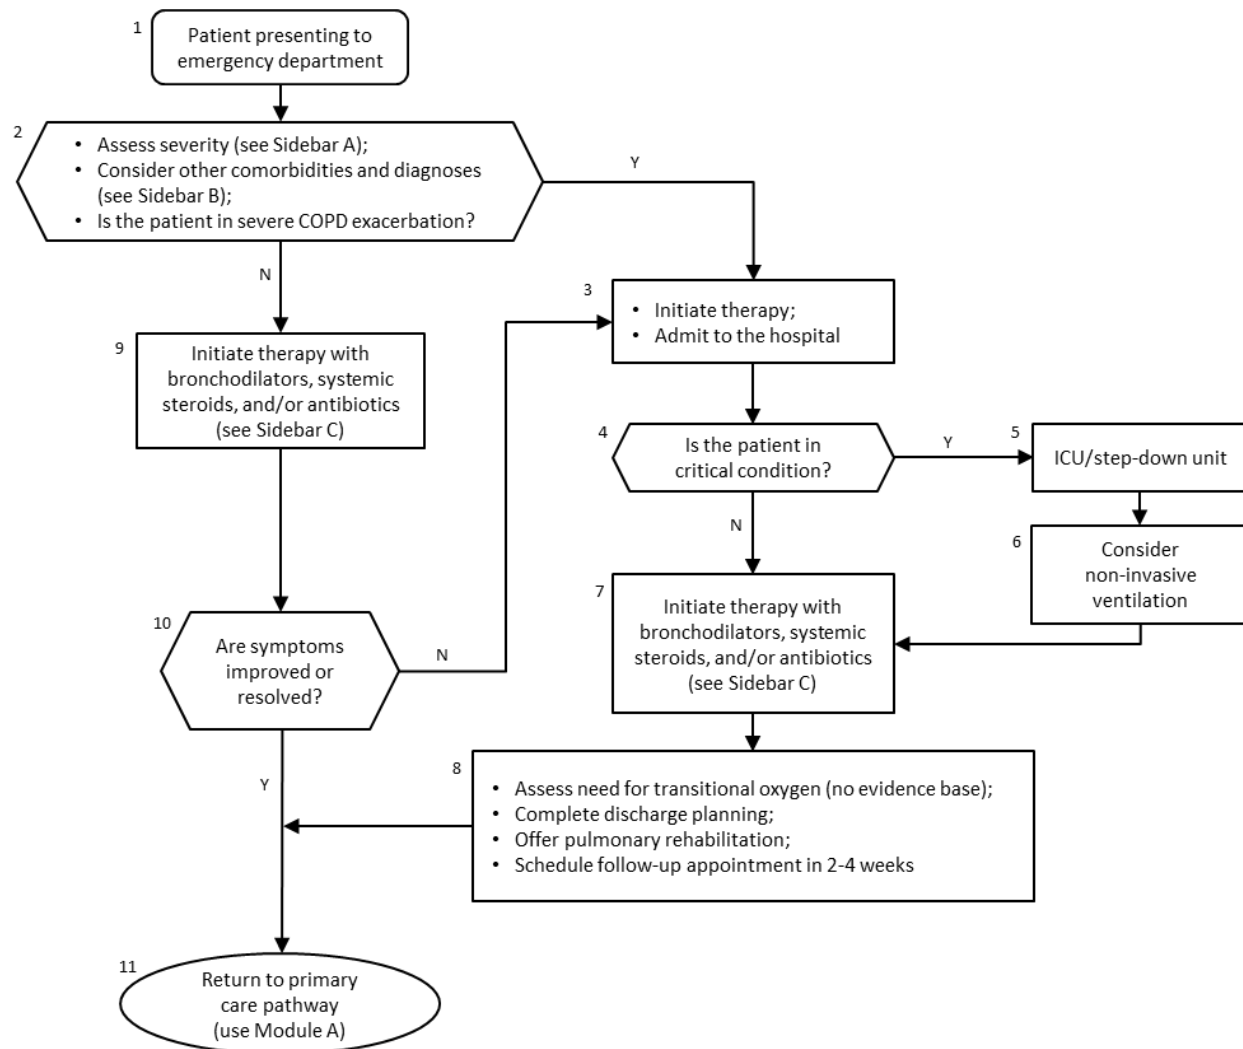 1
Patient presenting to
emergency department
2
• Assess severity (see Sidebar A);
• Consider other comorbidities and diagnoses
(see Sidebar B);
• Is the patient in severe COPD exacerbation?
Y
N
3
• Initiate therapy;
• Admit to the hospital
9
Initiate therapy with
bronchodilators, systemic
steroids, and/or antibiotics
(see Sidebar C)
4
Is the patient in
critical condition?
Y
5
ICU/step-down unit
N
6
Consider
non-invasive
ventilation
7
Initiate therapy with
bronchodilators, systemic
steroids, and/or antibiotics
(see Sidebar C)
10
Are symptoms
improved or
resolved?
N
Y
8
• Assess need for transitional oxygen (no evidence base);
• Complete discharge planning;
• Offer pulmonary rehabilitation;
• Schedule follow-up appointment in 2-4 weeks
11
Return to primary
care pathway
(use Module A)